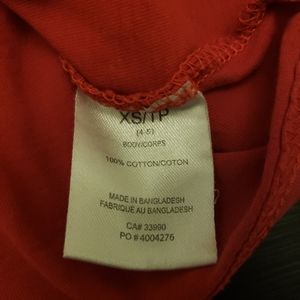 XS/TP
(4-5)
BODY/CORPS
100% COTTON/COTON
MADE IN BANGLADESH
FABRIQUÉ AU BANGLADESH
CA# 33990
PO # 4004276